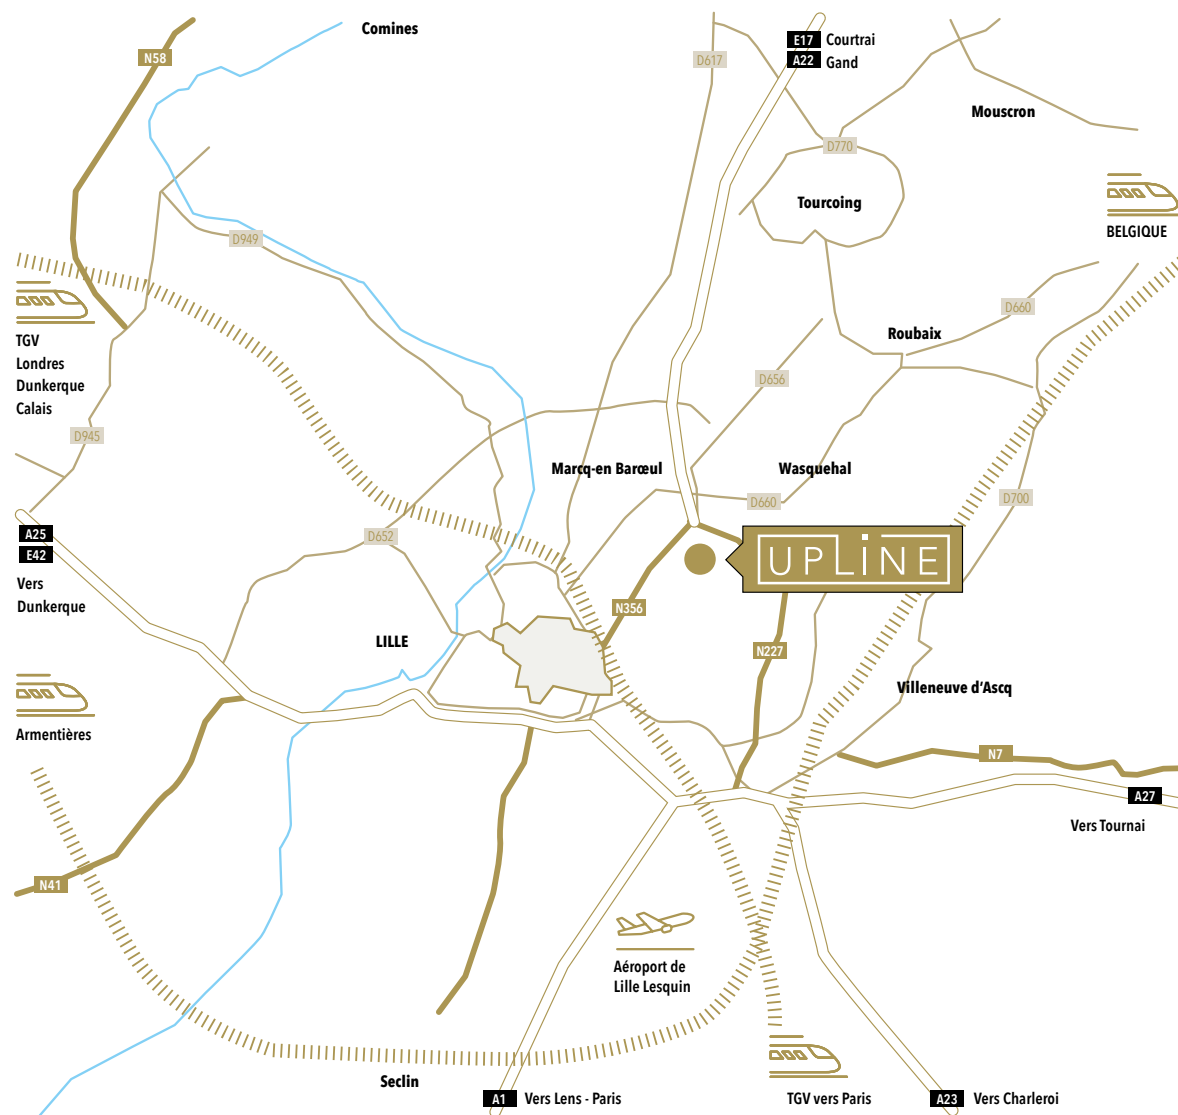 Comines
N58
D617
E17 Courtrai
A22 Gand
Mouscron
D770
Tourcoing
BELGIQUE
D949
D660
Roubaix
TGV
Londres
Dunkerque
Calais
D656
D945
Marcq-en Barœul
Wasquehal
D660
D700
A25
E42
D652
UPLiNE
Vers
Dunkerque
N356
LILLE
N227
Villeneuve d'Ascq
Armentières
N7
A27
Vers Tournai
N41
Aéroport de
Lille Lesquin
Seclin
A1 Vers Lens - Paris
TGV vers Paris
A23 Vers Charleroi